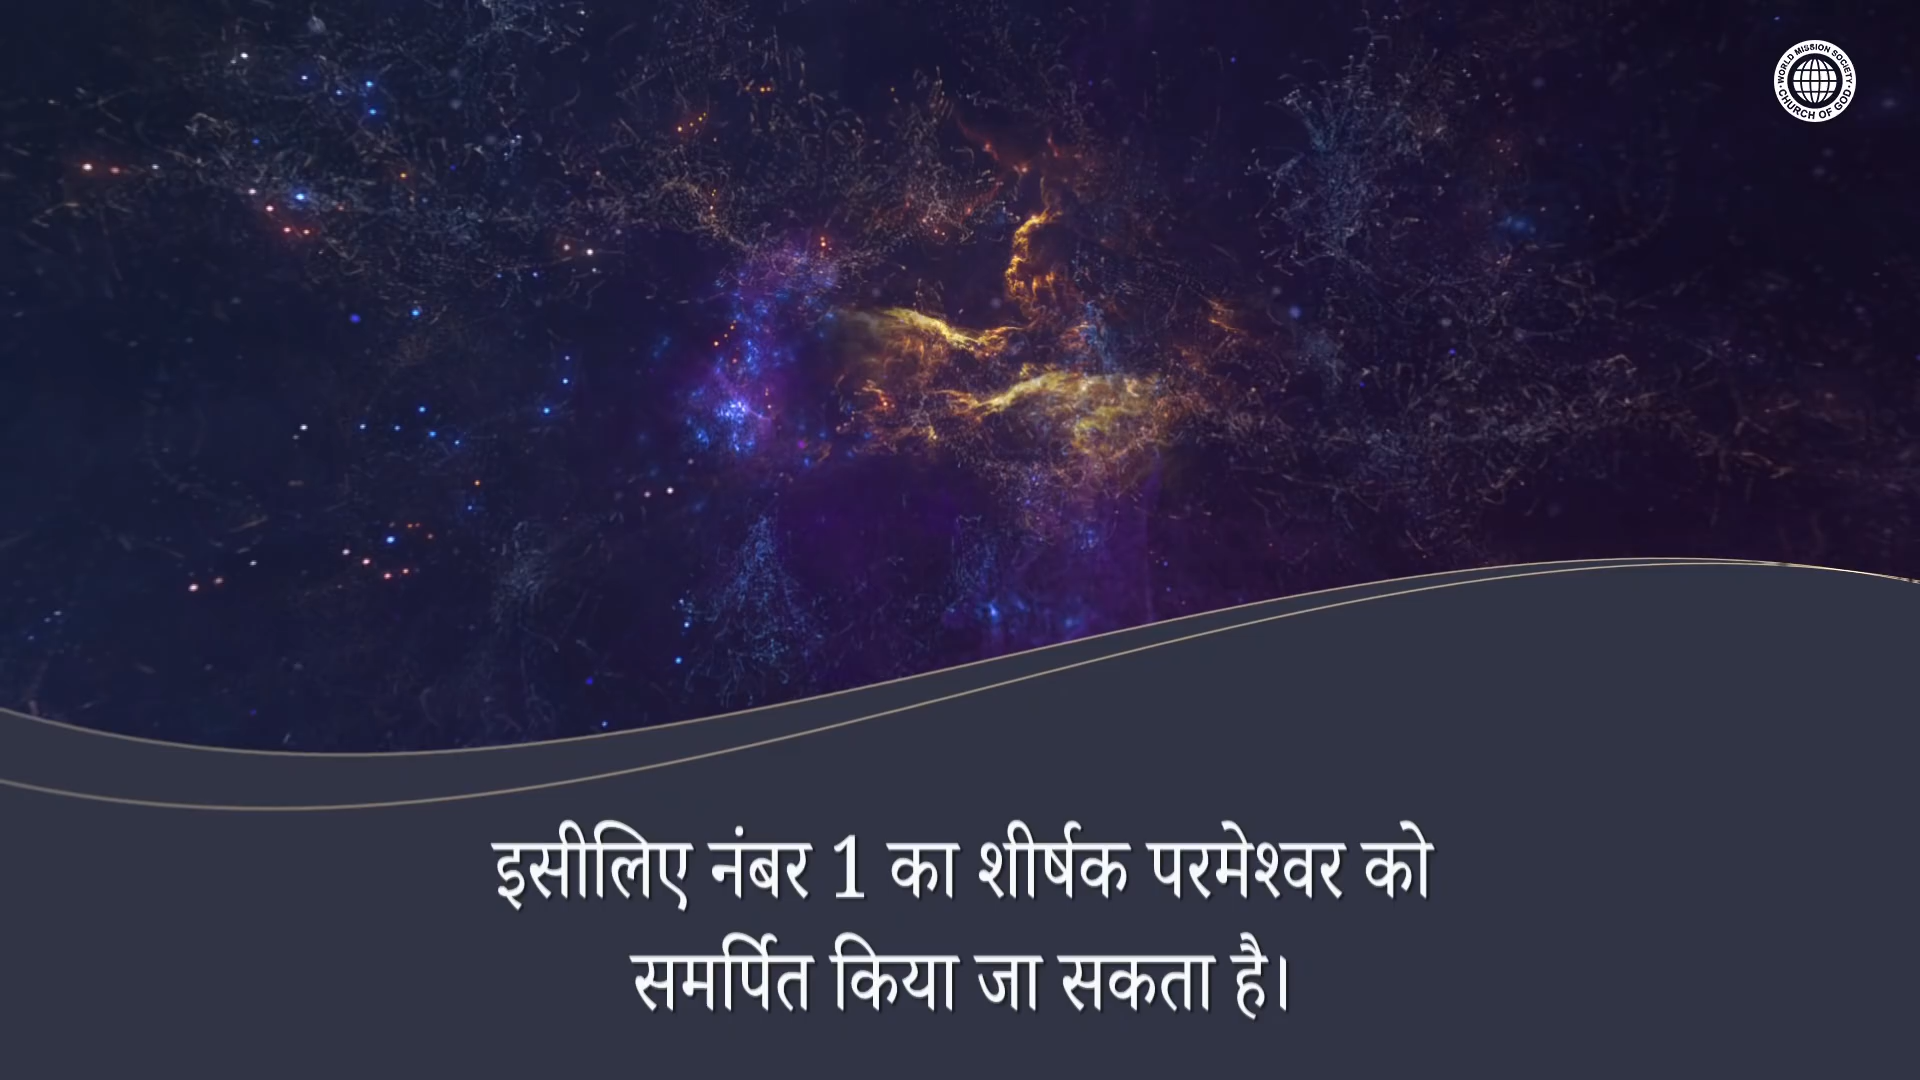 WORLD MISSION SOCIETY
CHURCH OF GOD
इसीलिए नंबर 1 का शीर्षक परमेश्वर को
समर्पित किया जा सकता है।